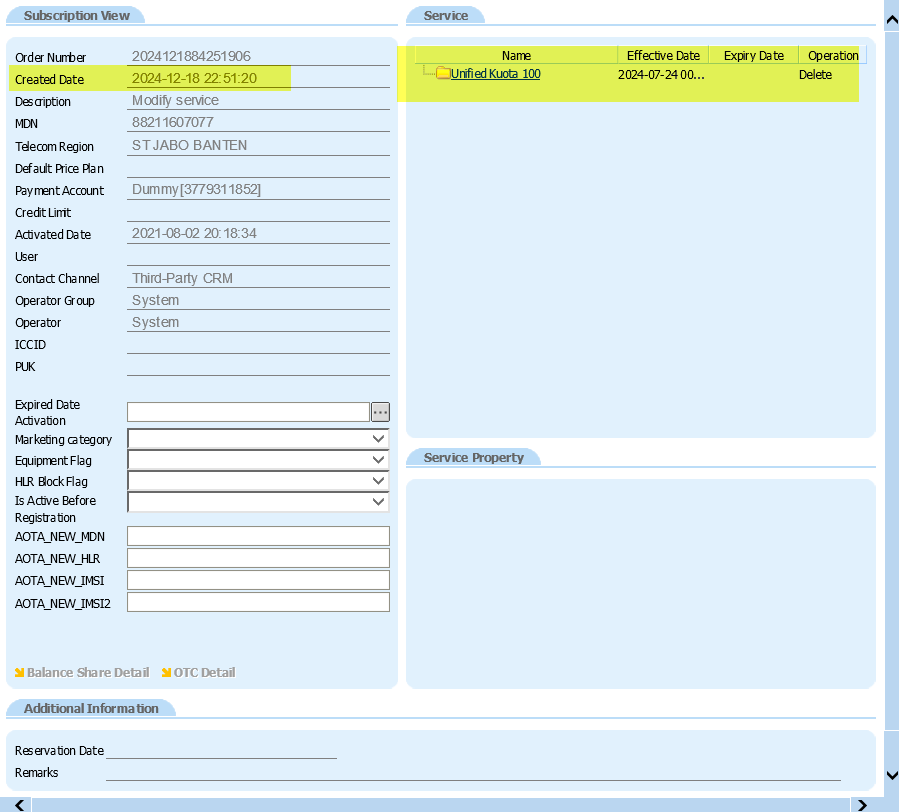 Subscription View
Order Number 2024121884251906
Created Date 2024-12-18 22:51:20
Description Modify service
MDN 88211607077
Telecom Region ST JABO BANTEN
Default Price Plan
Payment Account Dummy[3779311852]
Credit Limit
Activated Date 2021-08-02 20:18:34
User
Contact Channel Third-Party CRM
Operator Group System
Operator System
ICCID
PUK
Expired Date
Activation
Marketing category
Equipment Flag
HLR Block Flag
Is Active Before
Registration
AOTA_NEW_MDN
AOTA_NEW_HLR
AOTA_NEW_IMSI
AOTA_NEW_IMSI2
Balance Share Detail OTC Detail
Service
Name Effective Date Expiry Date Operation
Unified Kuota 100 2024-07-24 00... Delete
Service Property
Additional Information
Reservation Date
Remarks